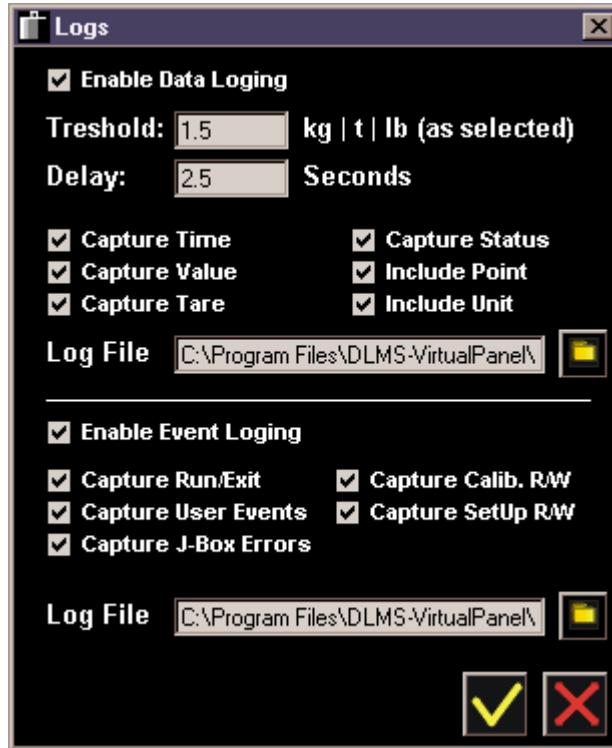 Logs
Enable Data Loging
Treshold: 1.5 kg | t | lb (as selected)
Delay: 2.5 Seconds
Capture Time Capture Status
Capture Value Include Point
Capture Tare Include Unit
Log File C:\Program Files\DLMS-VirtualPanel\
Enable Event Loging
Capture Run/Exit Capture Calib. R/W
Capture User Events Capture SetUp R/W
Capture J-Box Errors
Log File C:\Program Files\DLMS-VirtualPanel\